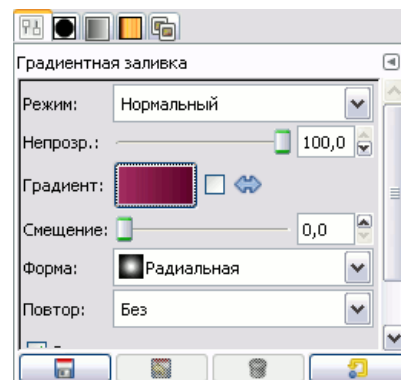 Градиентная заливка
Режим: Нормальный
Непрозр.: 100,0
Градиент:
Смещение: 0,0
Форма: Радиальная
Повтор: Без